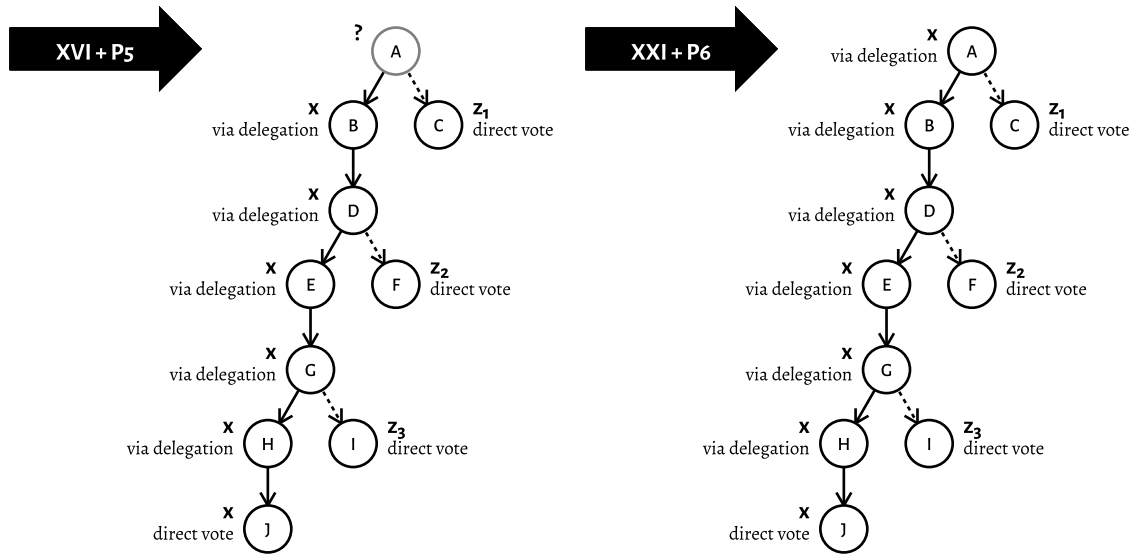 XVI + P5
?
A
x
via delegation
B
C
z1
direct vote
x
via delegation
D
x
via delegation
E
F
z2
direct vote
x
via delegation
G
x
via delegation
H
I
z3
direct vote
x
direct vote
J
XXI + P6
x
via delegation
A
x
via delegation
B
C
z1
direct vote
x
via delegation
D
x
via delegation
E
F
z2
direct vote
x
via delegation
G
x
via delegation
H
I
z3
direct vote
x
direct vote
J